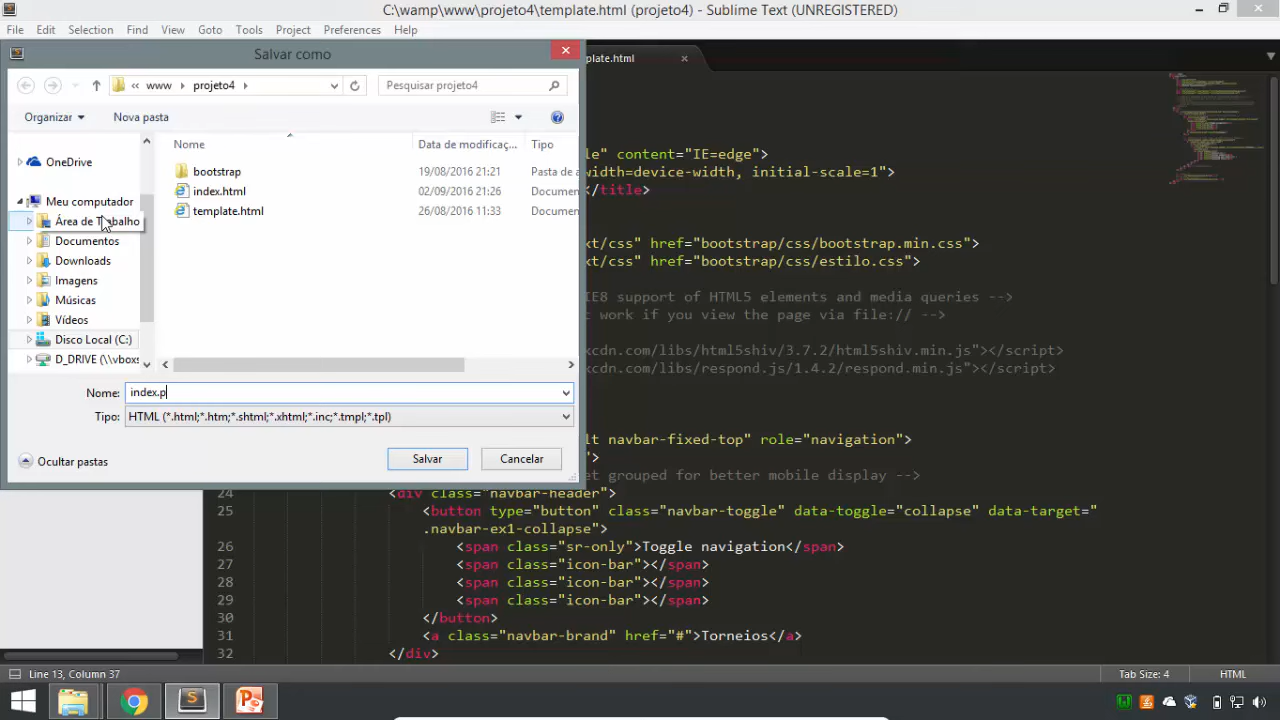 C:\wamp\www\projeto4\template.html (projeto4) - Sublime Text (UNREGISTERED)
File Edit Selection Find View Goto Tools Project Preferences Help
Salvar como
plate.html
« www projeto4
Pesquisar projeto4
Organizar Nova pasta
Nome Data de modificaç... Tipo
OneDrive
Meu computador
Área de Trabalho
Documentos
Downloads
Imagens
Músicas
Vídeos
Disco Local (C:)
D_DRIVE (\\vboxs
bootstrap 19/08/2016 21:21 Pasta de a
index.html 02/09/2016 21:26 Documen
template.html 26/08/2016 11:33 Documen
Nome: index.p
Tipo: HTML (*.html;*.htm;*.shtml;*.xhtml;*.inc;*.tmpl;*.tpl)
Ocultar pastas Salvar Cancelar
le" content="IE=edge">
width=device-width, initial-scale=1">
</title>
xt/css" href="bootstrap/css/bootstrap.min.css">
xt/css" href="bootstrap/css/estilo.css">
IE8 support of HTML5 elements and media queries -->
t work if you view the page via file:// -->
xcdn.com/libs/html5shiv/3.7.2/html5shiv.min.js"></script>
xcdn.com/libs/respond.js/1.4.2/respond.min.js"></script>
lt navbar-fixed-top" role="navigation">
">
et grouped for better mobile display -->
24 <div class="navbar-header">
25 <button type="button" class="navbar-toggle" data-toggle="collapse" data-target="
.navbar-ex1-collapse">
26 <span class="sr-only">Toggle navigation</span>
27 <span class="icon-bar"></span>
28 <span class="icon-bar"></span>
29 <span class="icon-bar"></span>
30 </button>
31 <a class="navbar-brand" href="#">Torneios</a>
32 </div>
Line 13, Column 37 Tab Size: 4 HTML